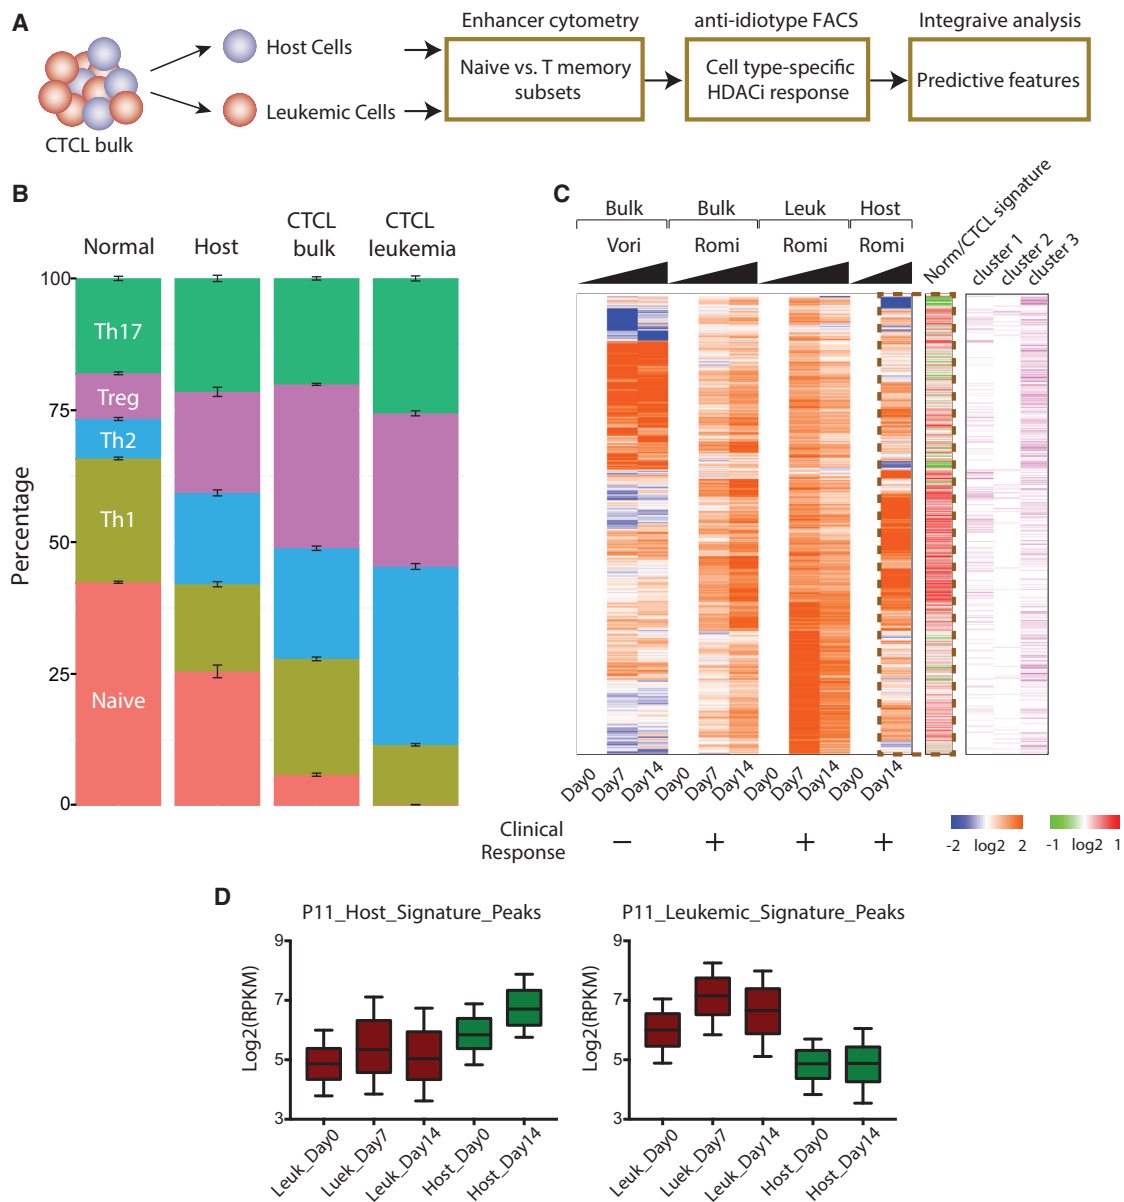 A
Host Cells
Leukemic Cells
CTCL bulk
Enhancer cytometry
Naive vs. T memory
subsets
anti-idiotype FACS
Cell type-specific
HDACi response
Integraive analysis
Predictive features
B
Normal
Host
CTCL
bulk
CTCL
leukemia
Percentage
100
75
50
25
0
Th17
Treg
Th2
Th1
Naive
C
Bulk
Bulk
Leuk
Host
Vori
Romi
Romi
Romi
Norm/CTCL signature
cluster 1
cluster 2
cluster 3
Day0
Day7
Day14
Day0
Day7
Day14
Day0
Day7
Day14
Day0
Day14
Clinical
Response
−
+
+
+
-2 log2 2
-1 log2 1
D
P11_Host_Signature_Peaks
Log2(RPKM)
9
7
5
3
Leuk_Day0
Luek_Day7
Leuk_Day14
Host_Day0
Host_Day14
P11_Leukemic_Signature_Peaks
Log2(RPKM)
9
7
5
3
Leuk_Day0
Luek_Day7
Leuk_Day14
Host_Day0
Host_Day14